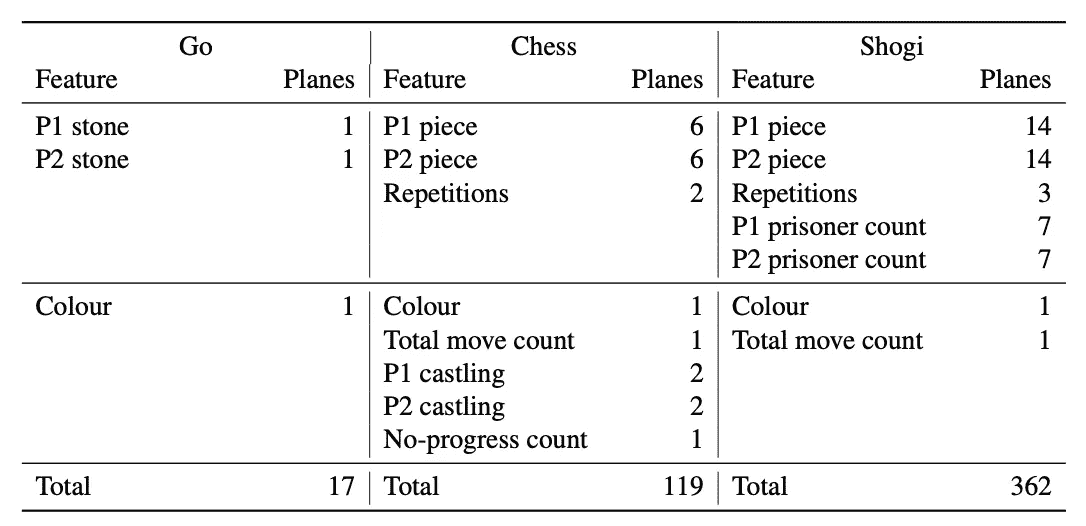 Go Chess Shogi
Feature Planes Feature Planes Feature Planes
P1 stone 1 P1 piece 6 P1 piece 14
P2 stone 1 P2 piece 6 P2 piece 14
Repetitions 2 Repetitions 3
P1 prisoner count 7
P2 prisoner count 7
Colour 1 Colour 1 Colour 1
Total move count 1 Total move count 1
P1 castling 2
P2 castling 2
No-progress count 1
Total 17 Total 119 Total 362